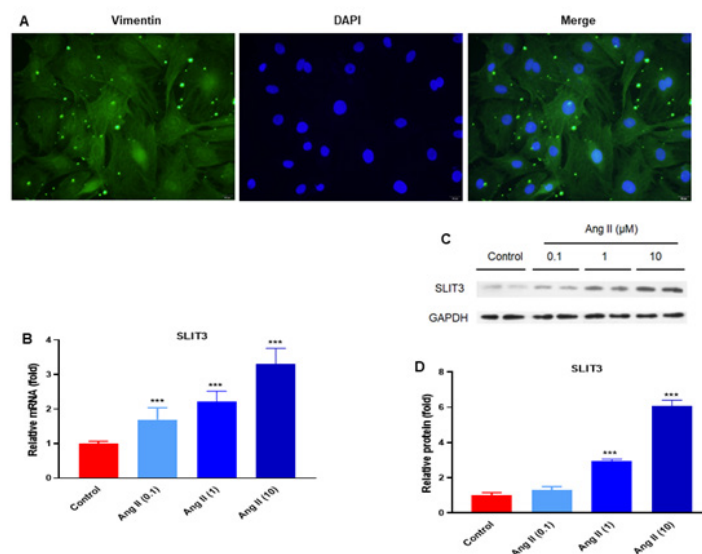 A
Vimentin
DAPI
Merge
C
Ang II (µM)
Control
0.1
1
10
SLIT3
GAPDH
B
SLIT3
Relative mRNA (fold)
4
3
2
1
0
***
***
***
Control
Ang II (0.1)
Ang II (1)
Ang II (10)
D
SLIT3
Relative protein (fold)
8
6
4
2
0
***
***
Control
Ang II (0.1)
Ang II (1)
Ang II (10)